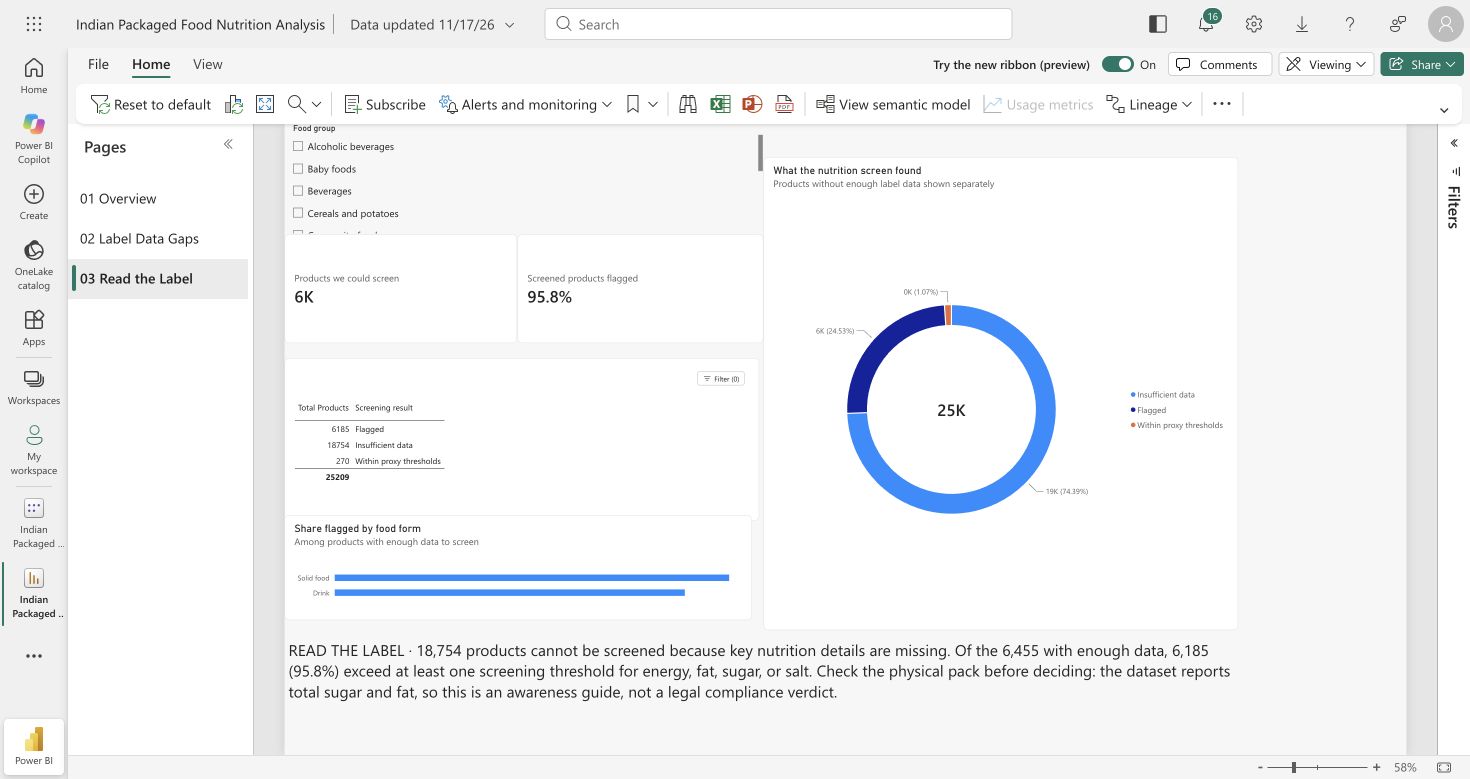 Indian Packaged Food Nutrition Analysis
Data updated 11/17/26
Search
16
File
Home
View
Try the new ribbon (preview)
On
Comments
Viewing
Share
Reset to default
Subscribe
Alerts and monitoring
View semantic model
Usage metrics
Lineage
Home
Power BI
Copilot
Create
OneLake
catalog
Apps
Workspaces
My
workspace
Indian
Packaged ...
Indian
Packaged ..
Power BI
Pages
01 Overview
02 Label Data Gaps
03 Read the Label
Food group
Alcoholic beverages
Baby foods
Beverages
Cereals and potatoes
Products we could screen
6K
Screened products flagged
95.8%
Filter (0)
Total Products Screening result
6185 Flagged
18754 Insufficient data
270 Within proxy thresholds
25209
Share flagged by food form
Among products with enough data to screen
Solid food
Drink
What the nutrition screen found
Products without enough label data shown separately
0K (1.07%)
6K (24.53%)
25K
19K (74.39%)
Insufficient data
Flagged
Within proxy thresholds
READ THE LABEL · 18,754 products cannot be screened because key nutrition details are missing. Of the 6,455 with enough data, 6,185
(95.8%) exceed at least one screening threshold for energy, fat, sugar, or salt. Check the physical pack before deciding: the dataset reports
total sugar and fat, so this is an awareness guide, not a legal compliance verdict.
Filters
58%